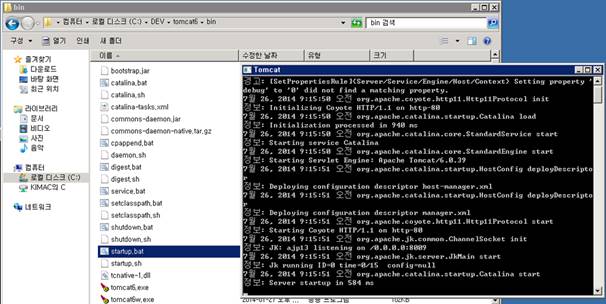 bin
컴퓨터 ▸ 로컬 디스크 (C:) ▸ DEV ▸ tomcat6 ▸ bin
bin 검색
구성 ▾ 열기 인쇄 새 폴더
즐겨찾기
다운로드
바탕 화면
최근 위치
라이브러리
문서
비디오
사진
음악
컴퓨터
로컬 디스크 (C:)
KIMAC의 C
네트워크
이름 수정한 날짜 유형 크기
bootstrap.jar
catalina.bat
catalina.sh
catalina-tasks.xml
commons-daemon.jar
commons-daemon-native.tar.gz
cpappend.bat
daemon.sh
digest.bat
digest.sh
service.bat
setclasspath.bat
setclasspath.sh
shutdown.bat
shutdown.sh
startup.bat
startup.sh
tcnative-1.dll
tomcat6.exe
tomcat6w.exe
Tomcat
경고: [SetPropertiesRule]{Server/Service/Engine/Host/Context} Setting property '
debug' to '0' did not find a matching property.
7월 26, 2014 9:15:50 오전 org.apache.coyote.http11.Http11Protocol init
정보: Initializing Coyote HTTP/1.1 on http-80
7월 26, 2014 9:15:50 오전 org.apache.catalina.startup.Catalina load
정보: Initialization processed in 940 ms
7월 26, 2014 9:15:50 오전 org.apache.catalina.core.StandardService start
정보: Starting service Catalina
7월 26, 2014 9:15:50 오전 org.apache.catalina.core.StandardEngine start
정보: Starting Servlet Engine: Apache Tomcat/6.0.39
7월 26, 2014 9:15:51 오전 org.apache.catalina.startup.HostConfig deployDescripto
r
정보: Deploying configuration descriptor host-manager.xml
7월 26, 2014 9:15:51 오전 org.apache.catalina.startup.HostConfig deployDescripto
r
정보: Deploying configuration descriptor manager.xml
7월 26, 2014 9:15:51 오전 org.apache.coyote.http11.Http11Protocol start
정보: Starting Coyote HTTP/1.1 on http-80
7월 26, 2014 9:15:51 오전 org.apache.jk.common.ChannelSocket init
정보: JK: ajp13 listening on /0.0.0.0:8009
7월 26, 2014 9:15:51 오전 org.apache.jk.server.JkMain start
정보: Jk running ID=0 time=0/15 config=null
7월 26, 2014 9:15:51 오전 org.apache.catalina.startup.Catalina start
정보: Server startup in 584 ms